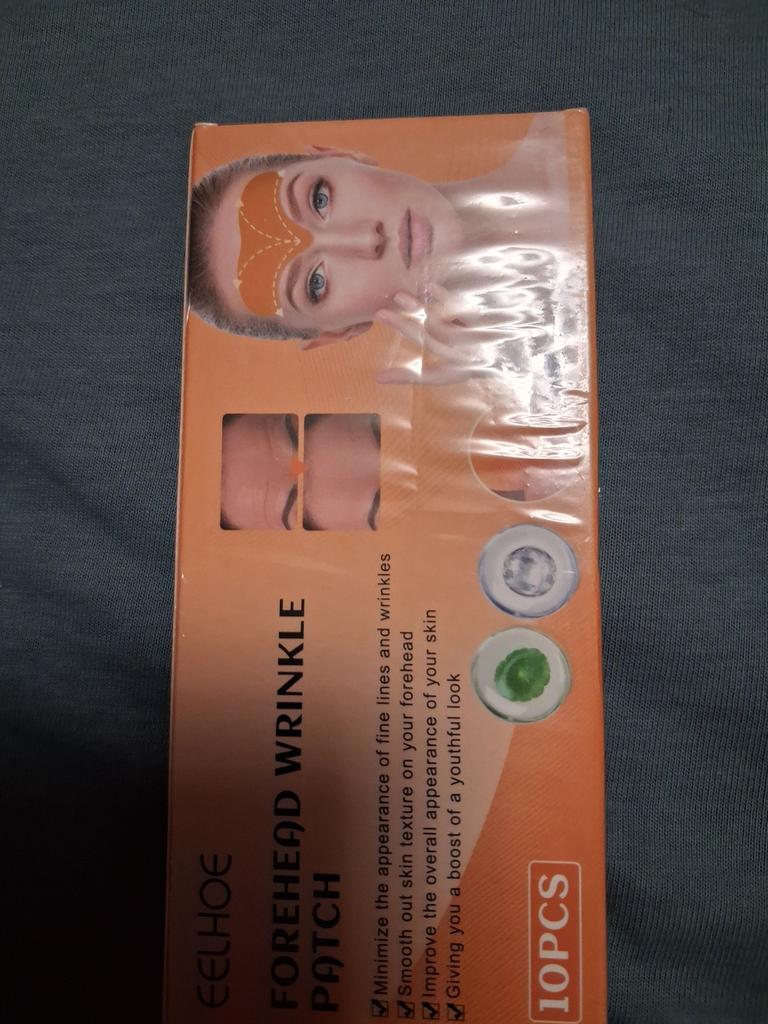 EELHOE
FOREHEAD WRINKLE
PATCH
Minimize the appearance of fine lines and wrinkles
Smooth out skin texture on your forehead
Improve the overall appearance of your skin
Giving you a boost of a youthful look
10PCS